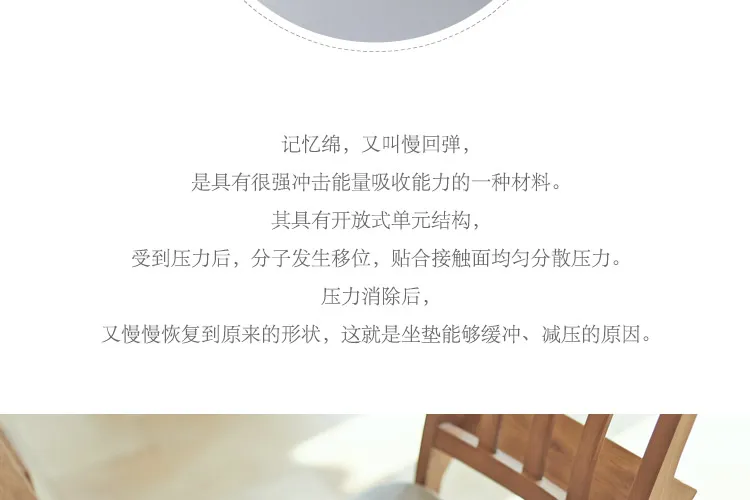 记忆绵，又叫慢回弹，
是具有很强冲击能量吸收能力的一种材料。
其具有开放式单元结构，
受到压力后，分子发生移位，贴合接触面均匀分散压力。
压力消除后，
又慢慢恢复到原来的形状，这就是坐垫能够缓冲、减压的原因。